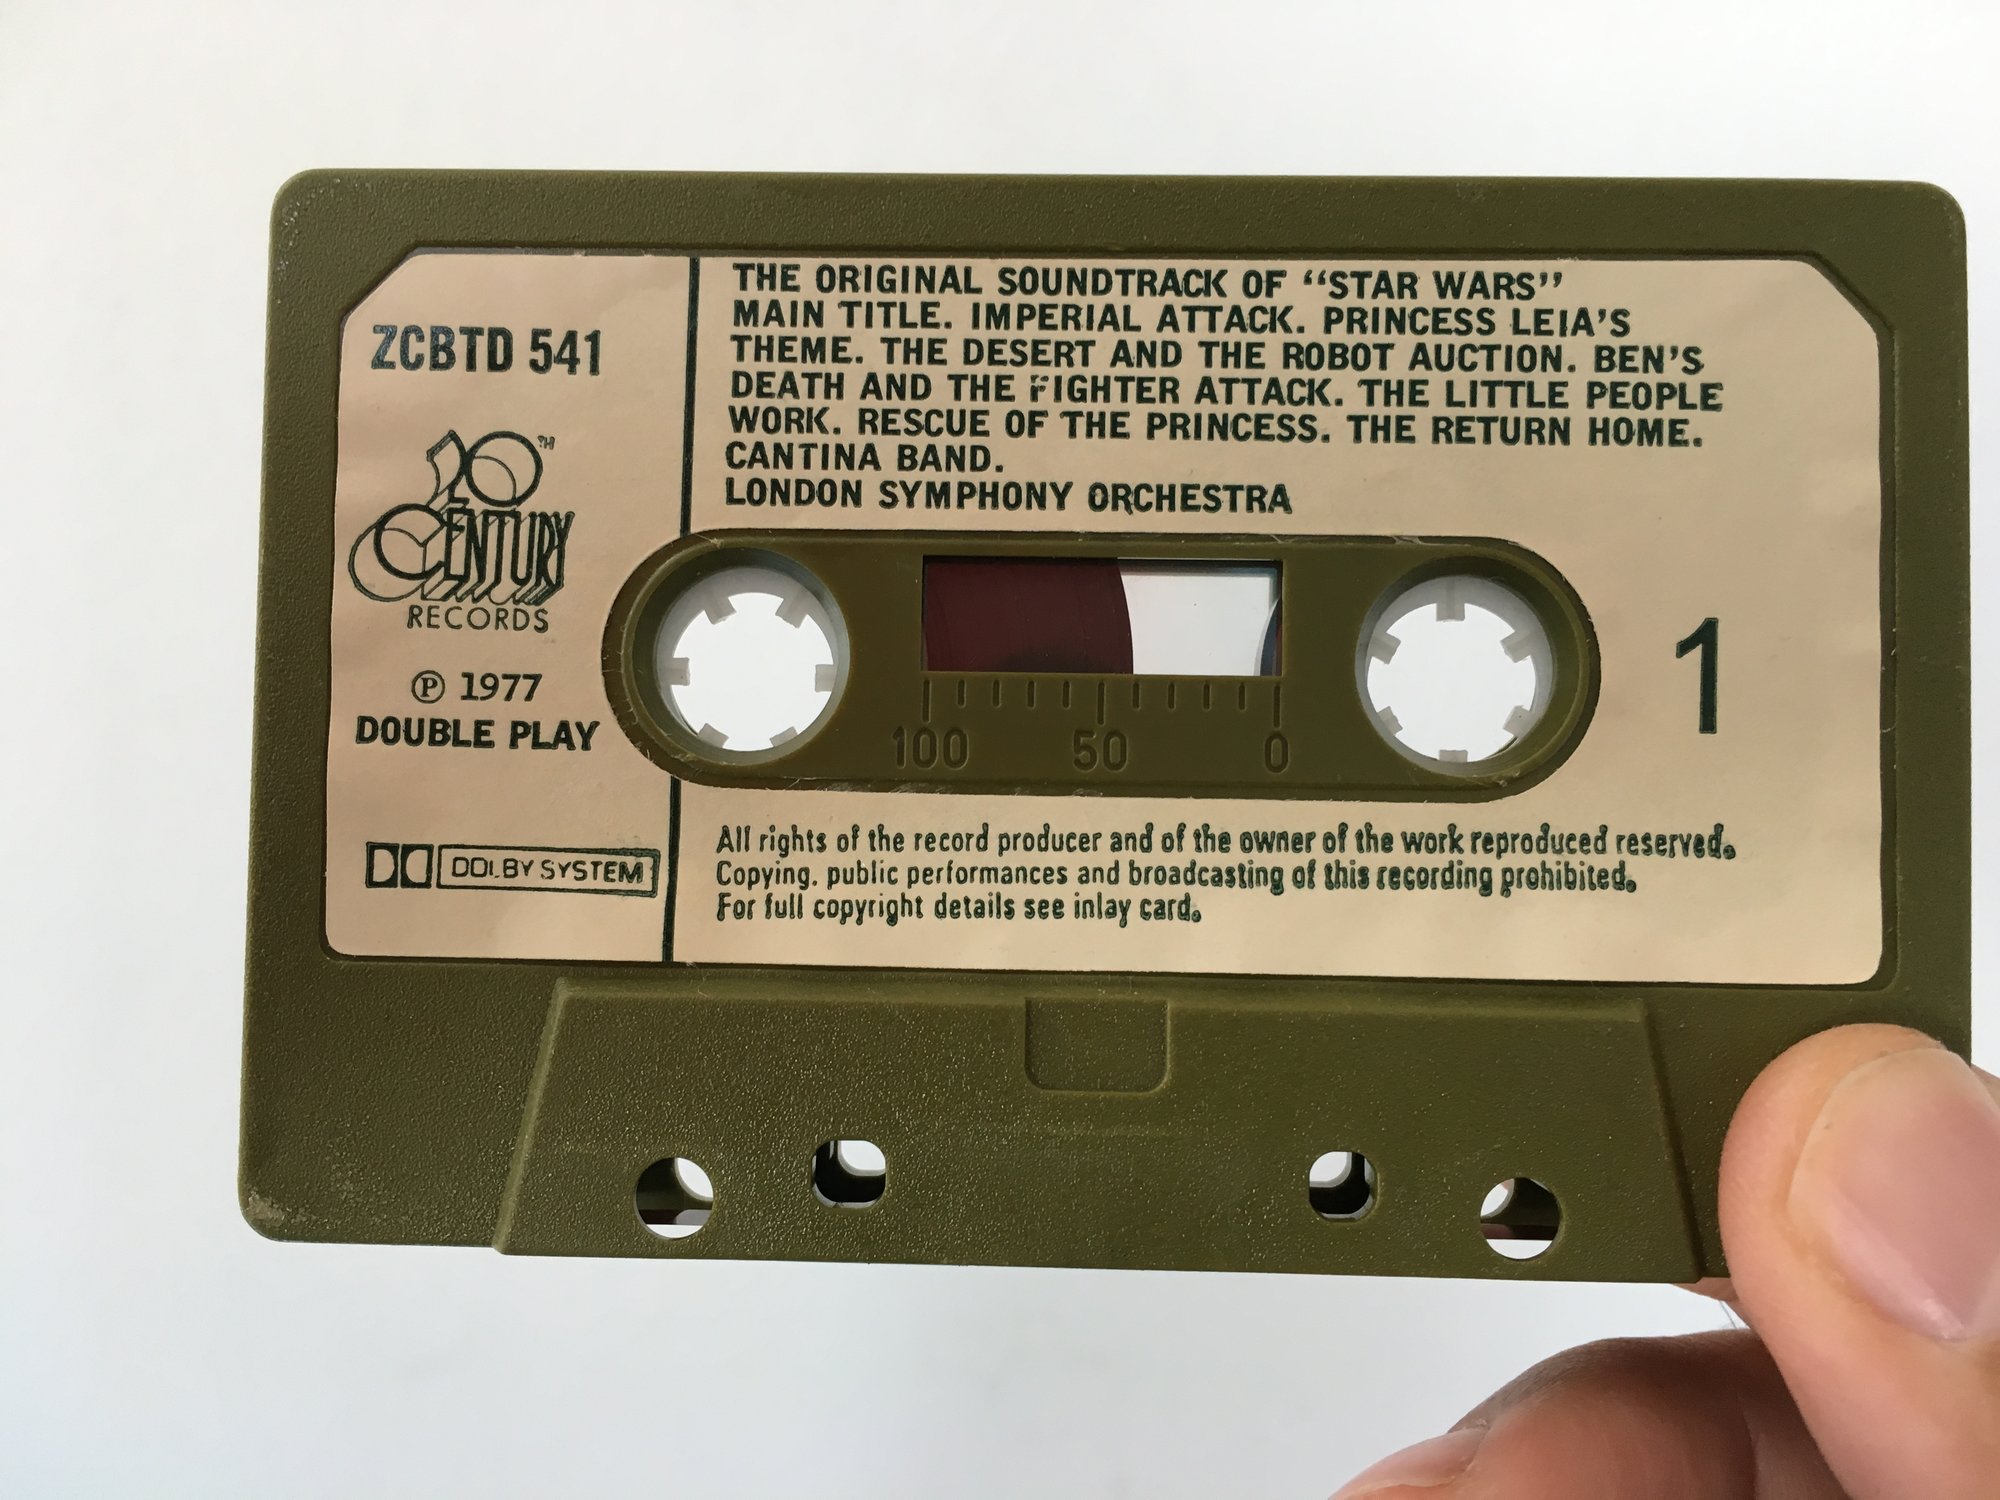 ZCBTD 541
20TH
CENTURY
RECORDS
Ⓟ 1977
DOUBLE PLAY
DOLBY SYSTEM
THE ORIGINAL SOUNDTRACK OF “STAR WARS”
MAIN TITLE. IMPERIAL ATTACK. PRINCESS LEIA'S
THEME. THE DESERT AND THE ROBOT AUCTION. BEN'S
DEATH AND THE FIGHTER ATTACK. THE LITTLE PEOPLE
WORK. RESCUE OF THE PRINCESS. THE RETURN HOME.
CANTINA BAND.
LONDON SYMPHONY ORCHESTRA
1
100 50 0
All rights of the record producer and of the owner of the work reproduced reserved.
Copying. public performances and broadcasting of this recording prohibited.
For full copyright details see inlay card.